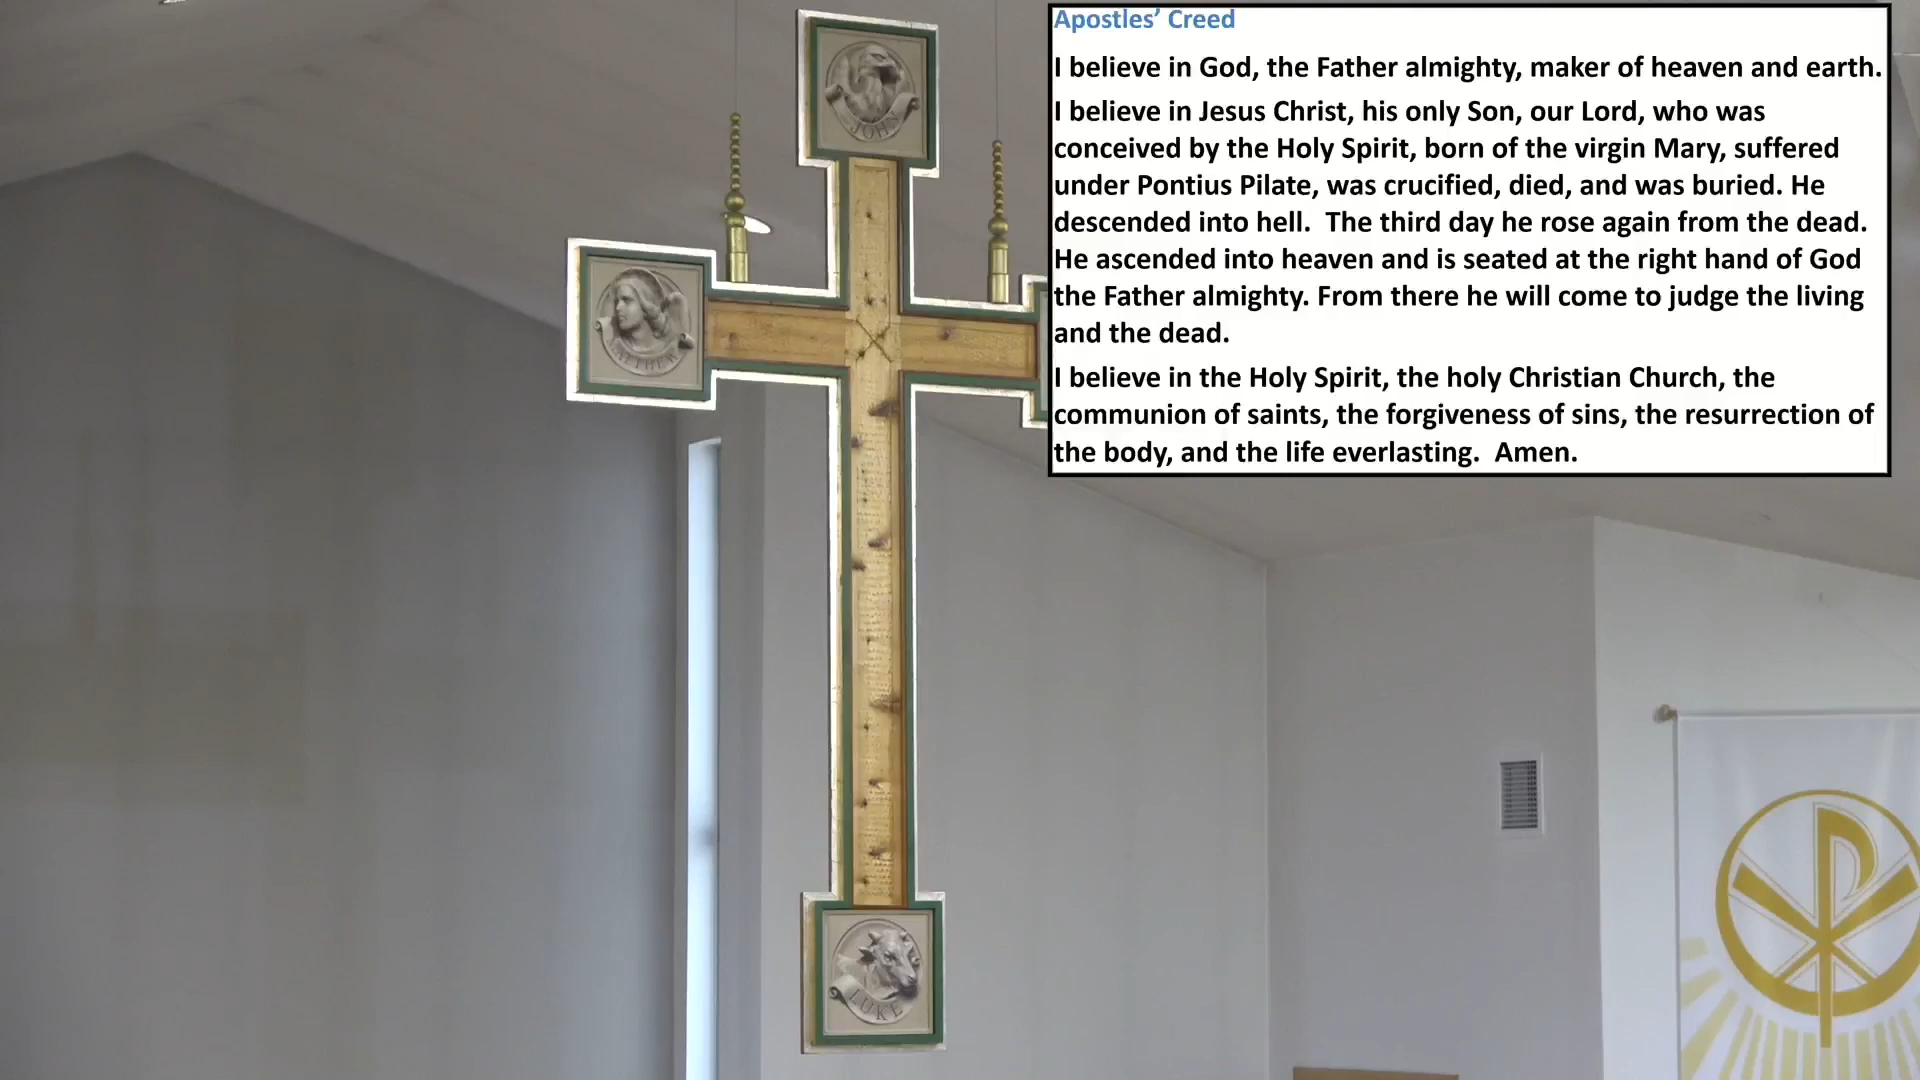 Apostles’ Creed
I believe in God, the Father almighty, maker of heaven and earth.
I believe in Jesus Christ, his only Son, our Lord, who was
conceived by the Holy Spirit, born of the virgin Mary, suffered
under Pontius Pilate, was crucified, died, and was buried. He
descended into hell.  The third day he rose again from the dead.
He ascended into heaven and is seated at the right hand of God
the Father almighty. From there he will come to judge the living
and the dead.
I believe in the Holy Spirit, the holy Christian Church, the
communion of saints, the forgiveness of sins, the resurrection of
the body, and the life everlasting.  Amen.
JOHN
MATTHEW
LUKE